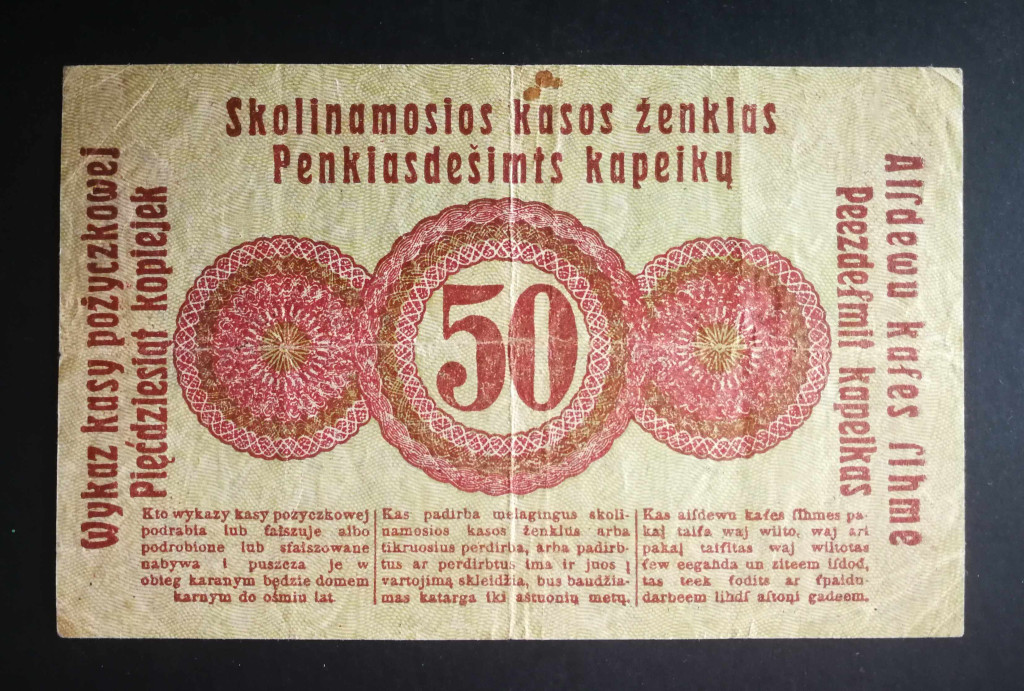 Skolinamosios kasos ženklas
Penkiasdešimts kapeikų
Wykaz kasy pożyczkowej
Pięćdziesiąt kopiejek
50
Aiſdewu kaſes ſihme
Peezdeſmi kapeikas
Kto wykazy kasy pożyczkowej
podrabia lub fałszuje albo
podrobione lub sfałszowane
nabywa i puszcza je w
obieg karanym będzie domem
karnym do ośmiu lat.
Kas padirba melagingus skoli-
namosios kasos ženklus arba
tikruosius perdirba, arba padirb-
tus ar perdirbtus ima ir juos į
vartojimą skleidžia, bus baudžia-
mas katarga iki aštuonių metų.
Kas aiſdewu kaſes ſihmes pa-
kaļ taiſa waj wilto, waj ari
pakaļ taiſitas waj wiltotas
ſew eeganda un ziteem iſdod,
tas teek ſodits ar ſpaidu-
darbeem lihdſ aſtoņi gadeem.